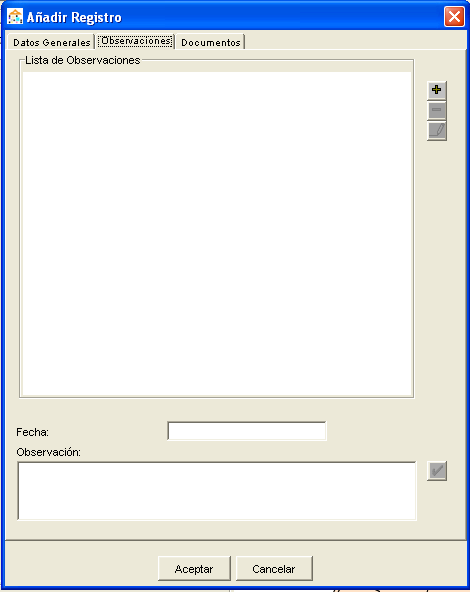 Añadir Registro
Datos Generales Observaciones Documentos
Lista de Observaciones
Fecha:
Observación:
Aceptar Cancelar